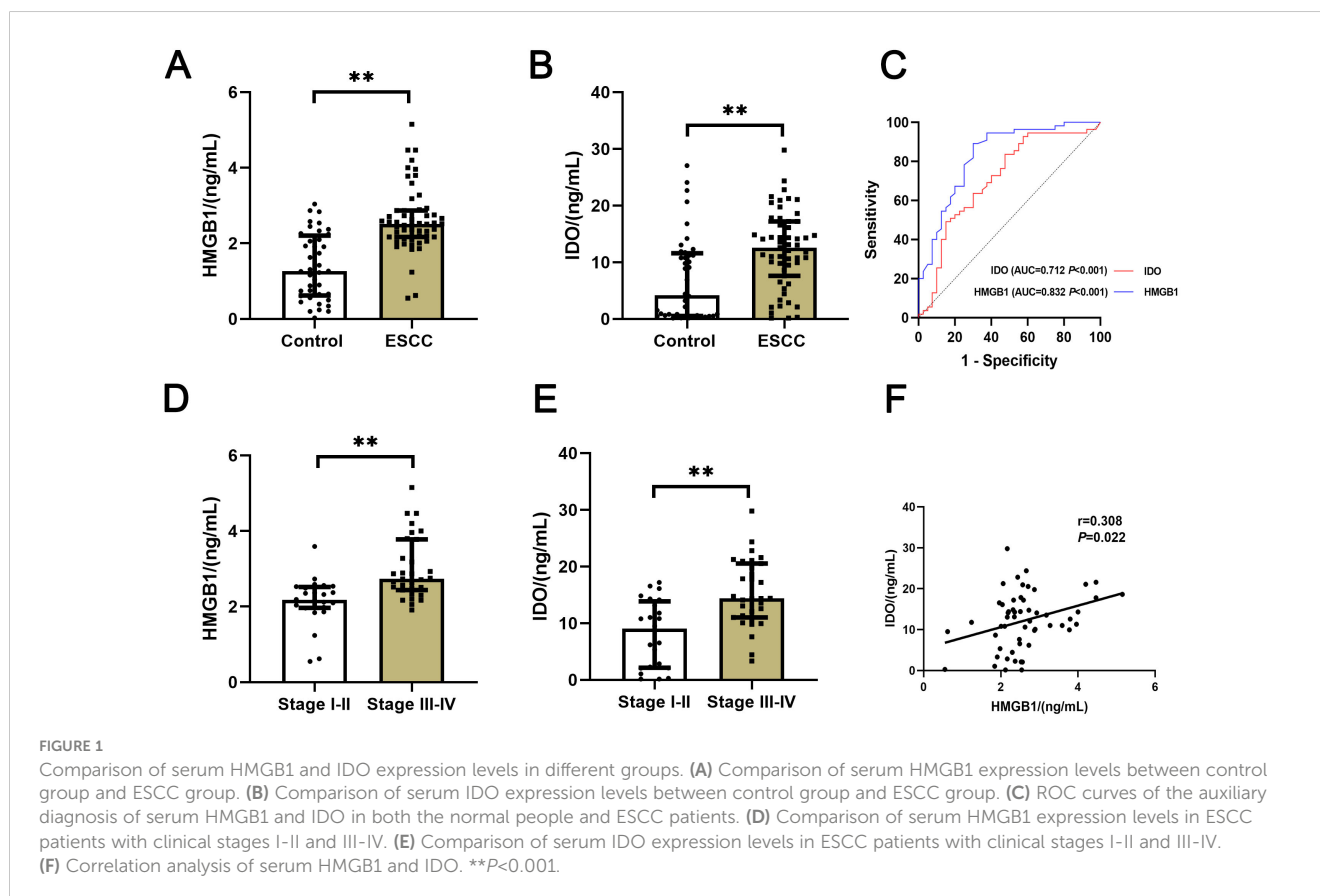 A
HMGB1/(ng/mL)
6
4
2
0
**
Control
ESCC
B
IDO/(ng/mL)
40
30
20
10
0
**
Control
ESCC
C
Sensitivity
100
80
60
40
20
0
IDO (AUC=0.712 P<0.001)
IDO
HMGB1 (AUC=0.832 P<0.001)
HMGB1
0 20 40 60 80 100
1 - Specificity
D
HMGB1/(ng/mL)
6
4
2
0
**
Stage I-II
Stage III-IV
E
IDO/(ng/mL)
40
30
20
10
0
**
Stage I-II
Stage III-IV
F
IDO/(ng/mL)
40
30
20
10
0
r=0.308
P=0.022
0 2 4 6
HMGB1/(ng/mL)
FIGURE 1
Comparison of serum HMGB1 and IDO expression levels in different groups. (A) Comparison of serum HMGB1 expression levels between control
group and ESCC group. (B) Comparison of serum IDO expression levels between control group and ESCC group. (C) ROC curves of the auxiliary
diagnosis of serum HMGB1 and IDO in both the normal people and ESCC patients. (D) Comparison of serum HMGB1 expression levels in ESCC
patients with clinical stages I-II and III-IV. (E) Comparison of serum IDO expression levels in ESCC patients with clinical stages I-II and III-IV.
(F) Correlation analysis of serum HMGB1 and IDO. **P<0.001.